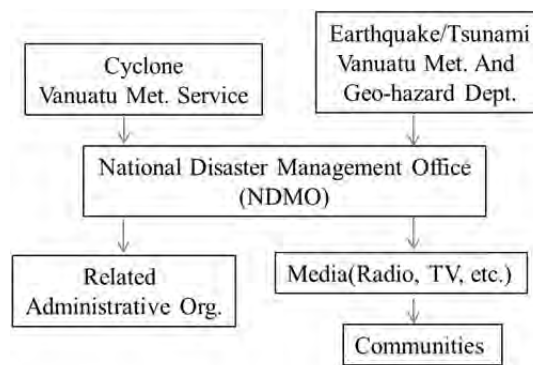 Cyclone
Vanuatu Met. Service
Earthquake/Tsunami
Vanuatu Met. And
Geo-hazard Dept.
National Disaster Management Office
(NDMO)
Related
Administrative Org.
Media(Radio, TV, etc.)
Communities